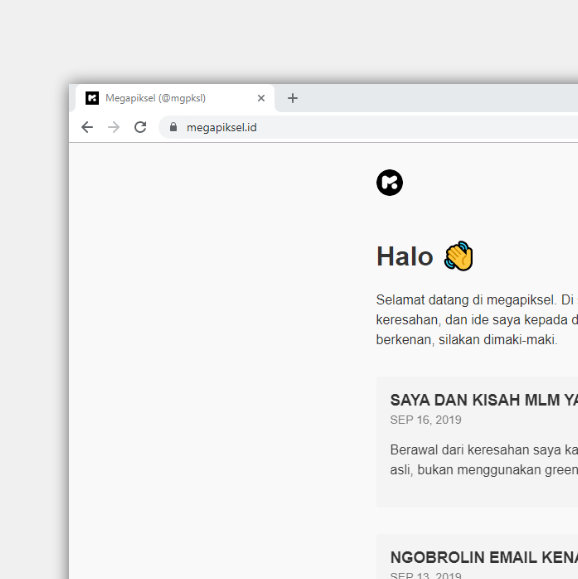 Megapiksel (@mgpksl)
megapiksel.id
Halo
Selamat datang di megapiksel. Di
keresahan, dan ide saya kepada d
berkenan, silakan dimaki-maki.
SAYA DAN KISAH MLM YA
SEP 16, 2019
Berawal dari keresahan saya ka
asli, bukan menggunakan green
NGOBROLIN EMAIL KENA
SEP 13, 2019